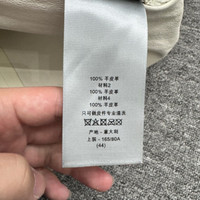 100% 羊皮革
材料2
100% 羊皮革
材料4
100% 羊皮革
只可由皮件专业清洗
产地：意大利
上装：165/80A
(44)